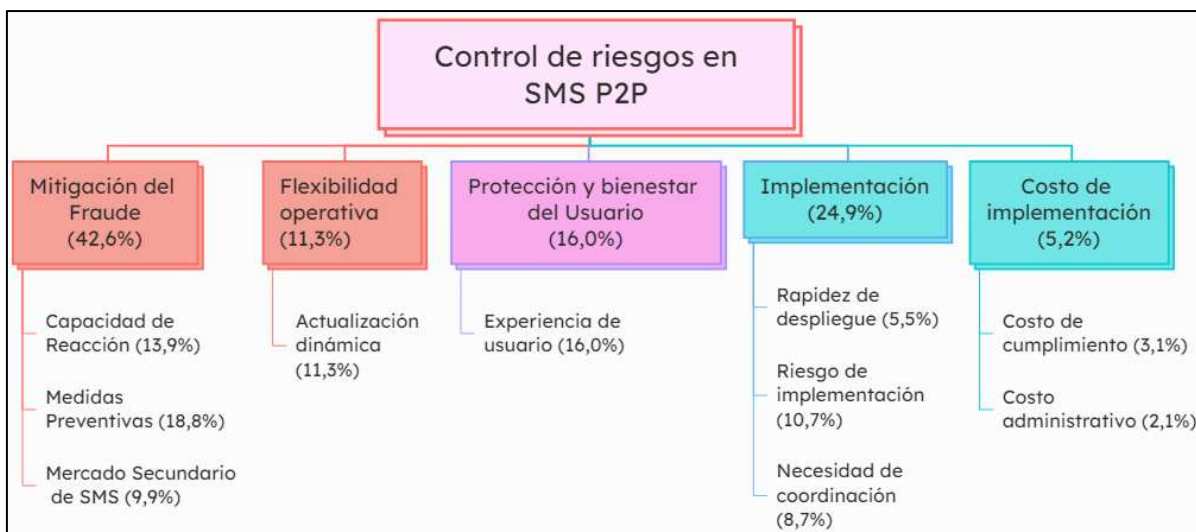 Control de riesgos en
SMS P2P
Mitigación del
Fraude
(42,6%)
Capacidad de
Reacción (13,9%)
Medidas
Preventivas (18,8%)
Mercado Secundario
de SMS (9,9%)
Flexibilidad
operativa
(11,3%)
Actualización
dinámica
(11,3%)
Protección y bienestar
del Usuario
(16,0%)
Experiencia de
usuario (16,0%)
Implementación
(24,9%)
Rapidez de
despliegue (5,5%)
Riesgo de
implementación
(10,7%)
Necesidad de
coordinación
(8,7%)
Costo de
implementación
(5,2%)
Costo de
cumplimiento (3,1%)
Costo
administrativo (2,1%)